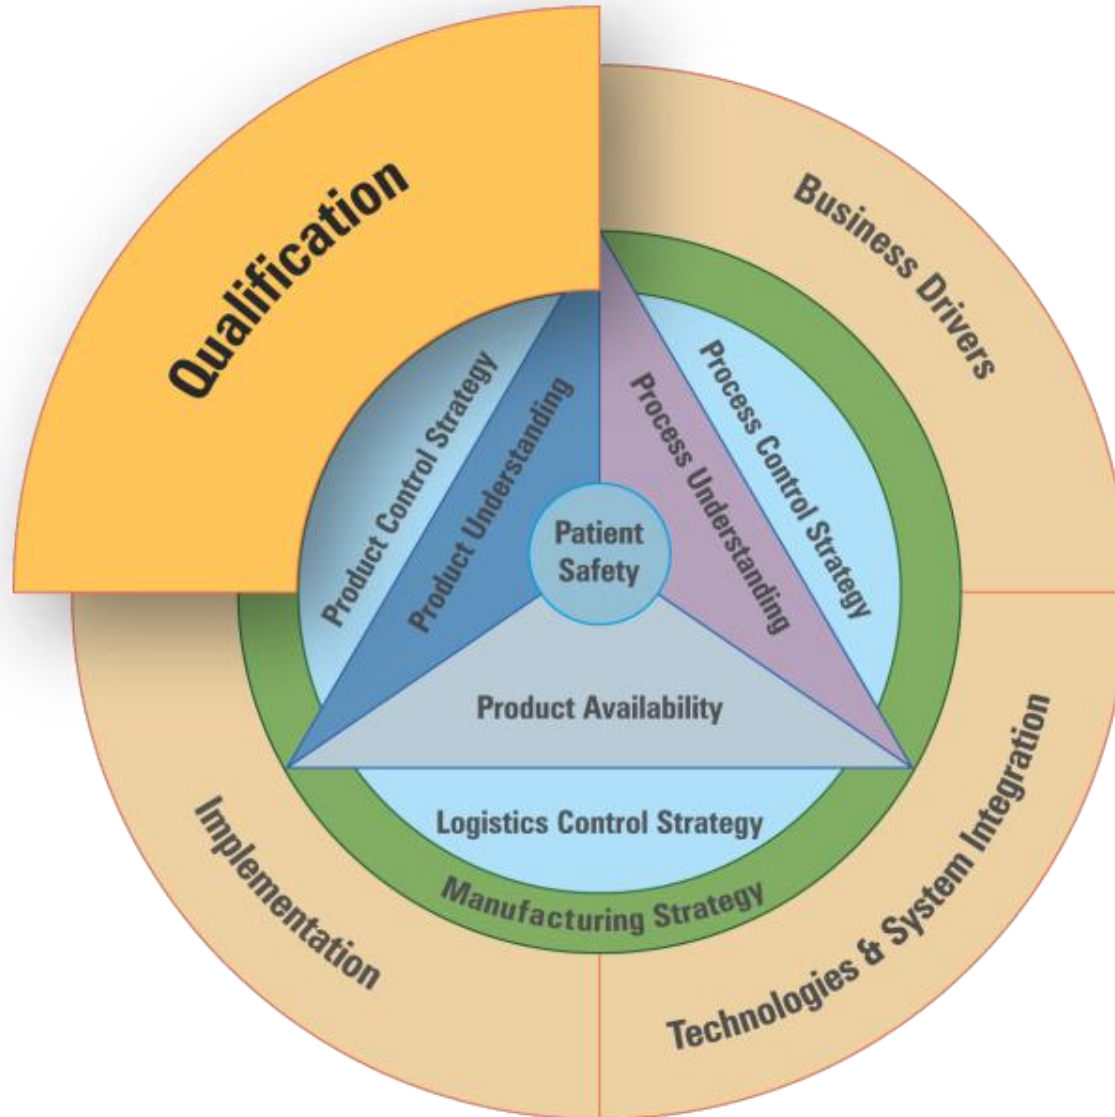 Qualification
Business Drivers
Product Control Strategy
Product Understanding
Process Understanding
Process Control Strategy
Patient
Safety
Product Availability
Logistics Control Strategy
Manufacturing Strategy
Implementation
Technologies & System Integration